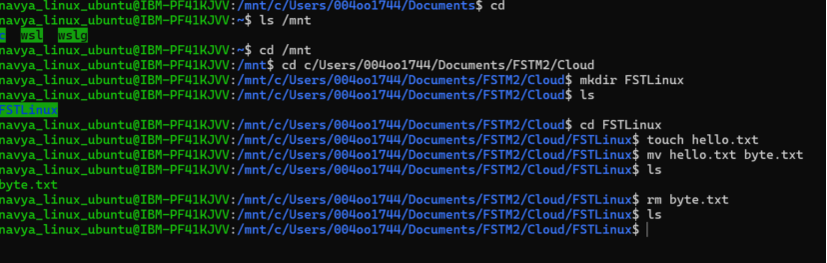 navya_linux_ubuntu@IBM-PF41KJVV:/mnt/c/Users/004oo1744/Documents$ cd
navya_linux_ubuntu@IBM-PF41KJVV:~$ ls /mnt
c wsl wslg
navya_linux_ubuntu@IBM-PF41KJVV:~$ cd /mnt
navya_linux_ubuntu@IBM-PF41KJVV:/mnt$ cd c/Users/004oo1744/Documents/FSTM2/Cloud
navya_linux_ubuntu@IBM-PF41KJVV:/mnt/c/Users/004oo1744/Documents/FSTM2/Cloud$ mkdir FSTLinux
navya_linux_ubuntu@IBM-PF41KJVV:/mnt/c/Users/004oo1744/Documents/FSTM2/Cloud$ ls
FSTLinux
navya_linux_ubuntu@IBM-PF41KJVV:/mnt/c/Users/004oo1744/Documents/FSTM2/Cloud$ cd FSTLinux
navya_linux_ubuntu@IBM-PF41KJVV:/mnt/c/Users/004oo1744/Documents/FSTM2/Cloud/FSTLinux$ touch hello.txt
navya_linux_ubuntu@IBM-PF41KJVV:/mnt/c/Users/004oo1744/Documents/FSTM2/Cloud/FSTLinux$ mv hello.txt byte.txt
navya_linux_ubuntu@IBM-PF41KJVV:/mnt/c/Users/004oo1744/Documents/FSTM2/Cloud/FSTLinux$ ls
byte.txt
navya_linux_ubuntu@IBM-PF41KJVV:/mnt/c/Users/004oo1744/Documents/FSTM2/Cloud/FSTLinux$ rm byte.txt
navya_linux_ubuntu@IBM-PF41KJVV:/mnt/c/Users/004oo1744/Documents/FSTM2/Cloud/FSTLinux$ ls
navya_linux_ubuntu@IBM-PF41KJVV:/mnt/c/Users/004oo1744/Documents/FSTM2/Cloud/FSTLinux$